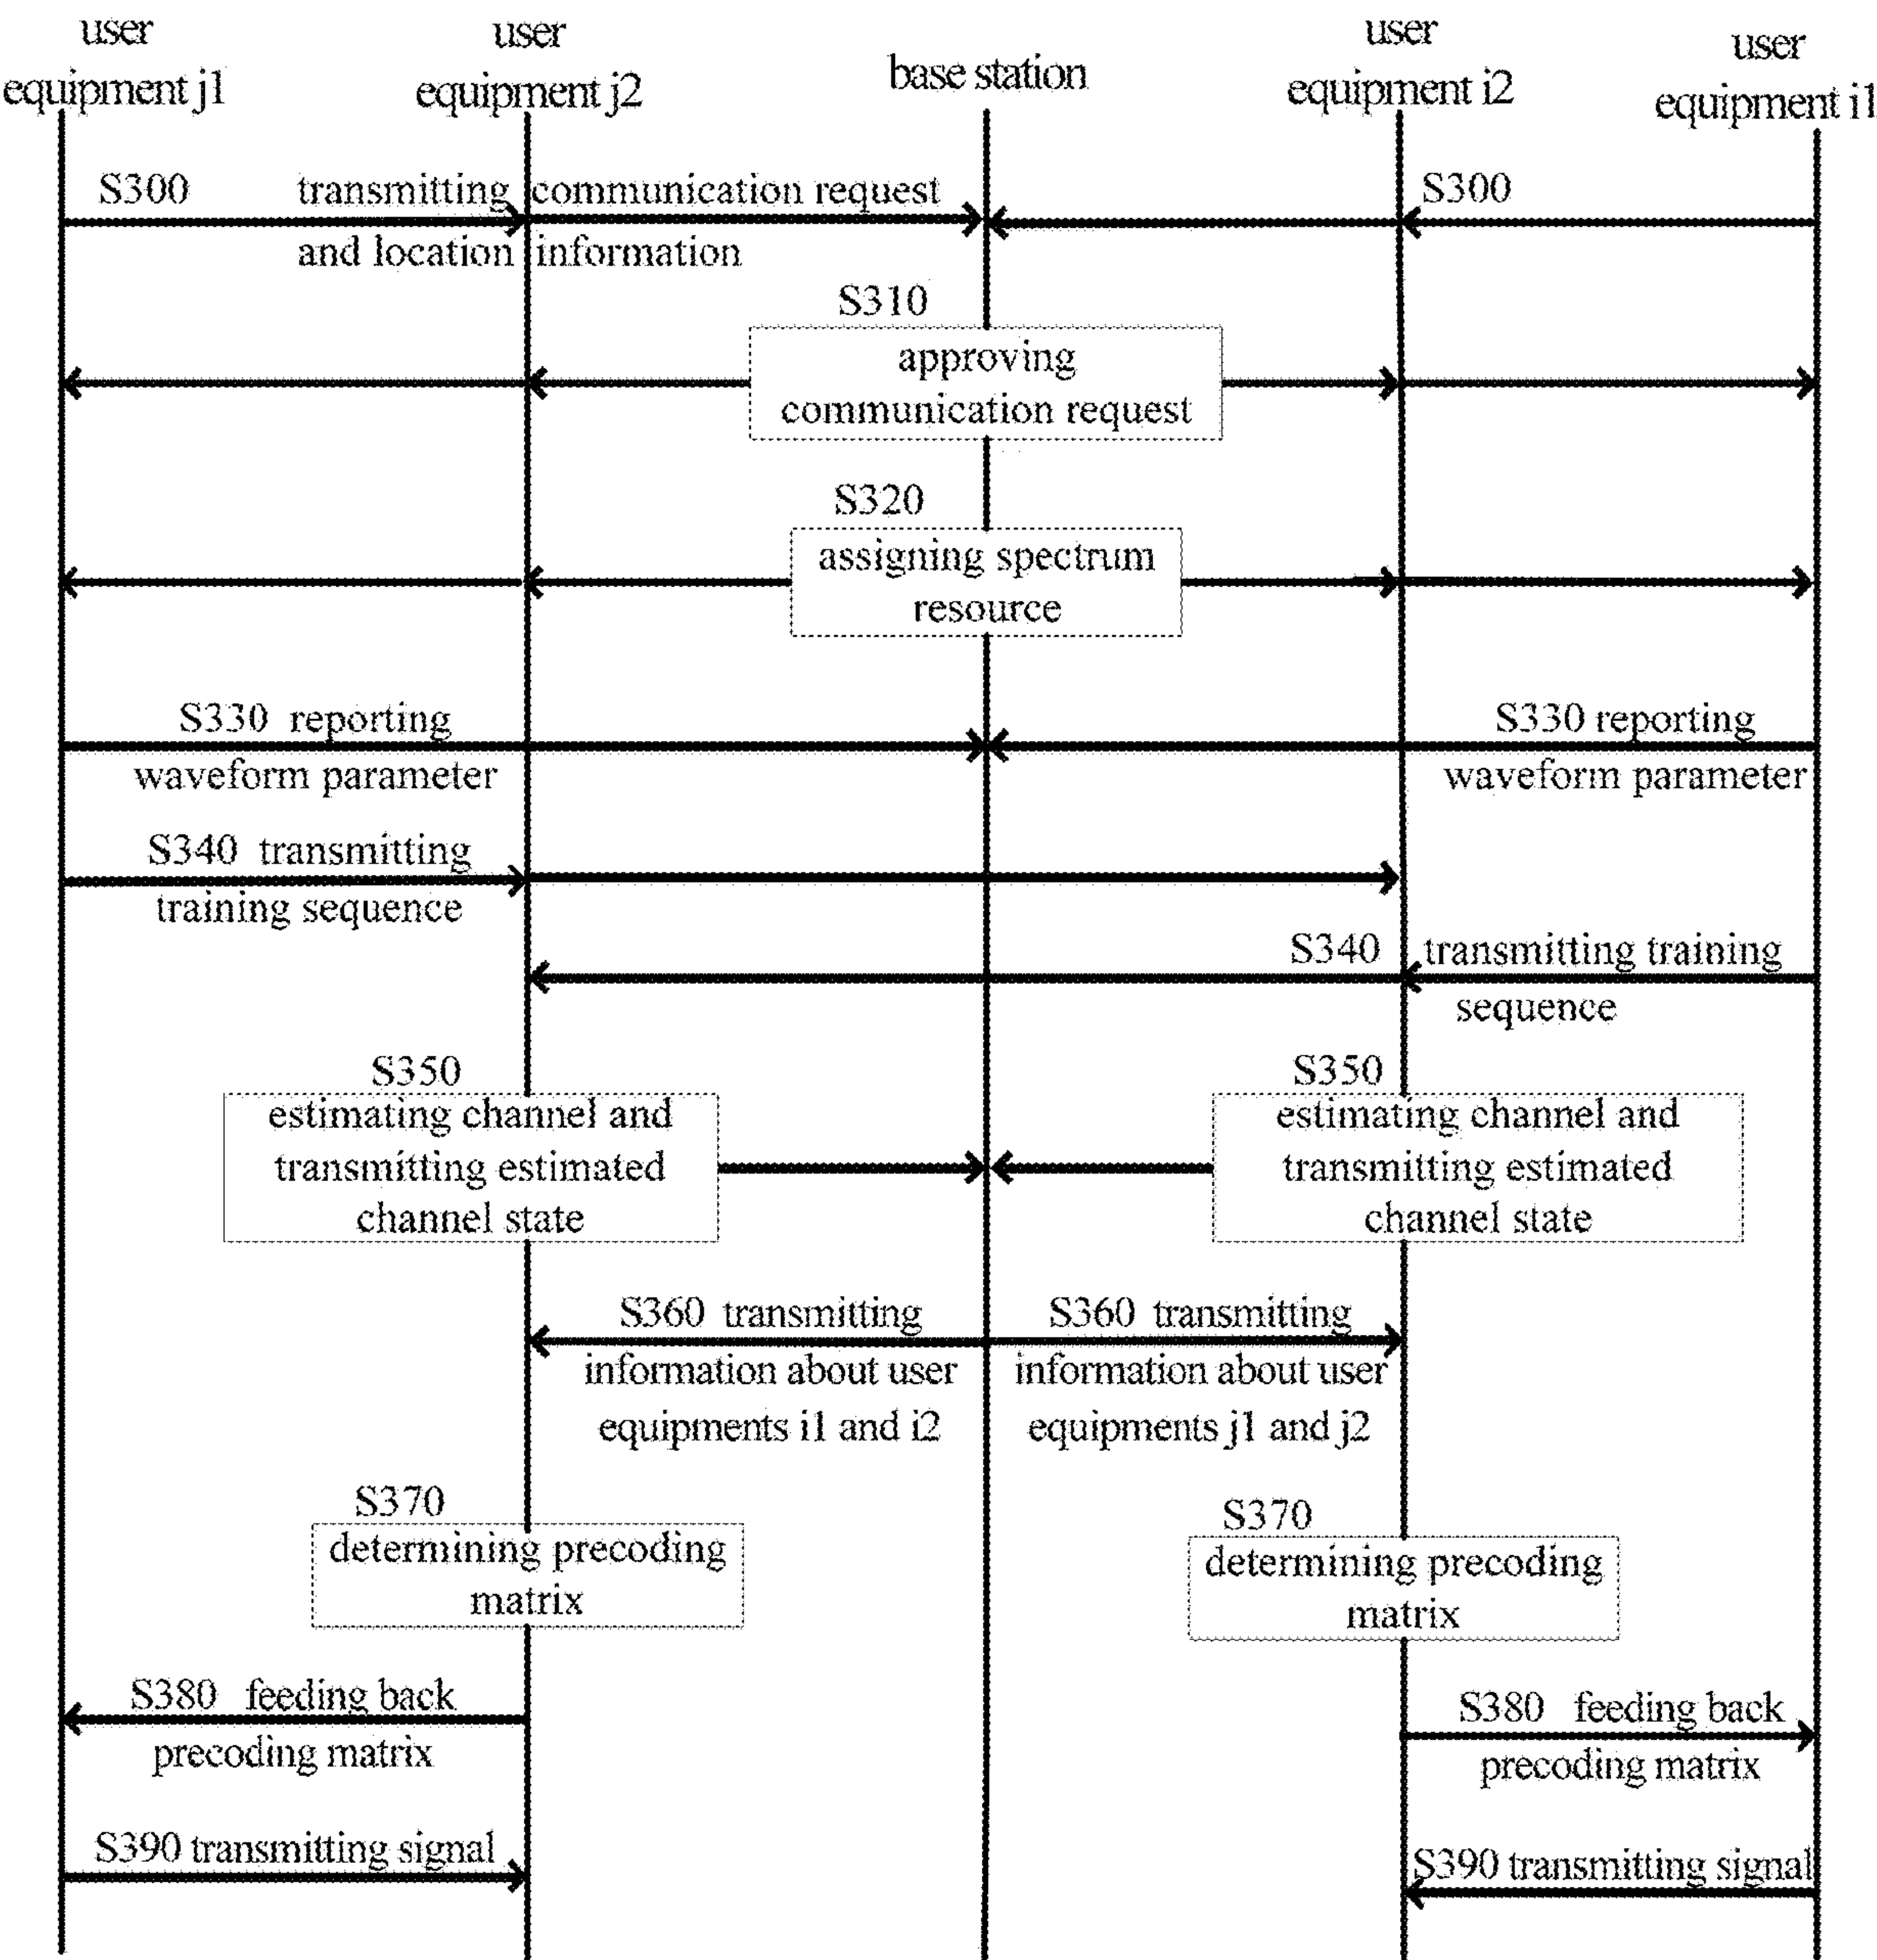 user
equipment j1
user
equipment j2
base station
user
equipment i2
user
equipment i1
S300
transmitting communication request
and location information
S300
S310
approving
communication request
S320
assigning spectrum
resource
S330 reporting
waveform parameter
S330 reporting
waveform parameter
S340 transmitting
training sequence
S340 transmitting training
sequence
S350
estimating channel and
transmitting estimated
channel state
S350
estimating channel and
transmitting estimated
channel state
S360 transmitting
information about user
equipments i1 and i2
S360 transmitting
information about user
equipments j1 and j2
S370
determining precoding
matrix
S370
determining precoding
matrix
S380 feeding back
precoding matrix
S380 feeding back
precoding matrix
S390 transmitting signal
S390 transmitting signal